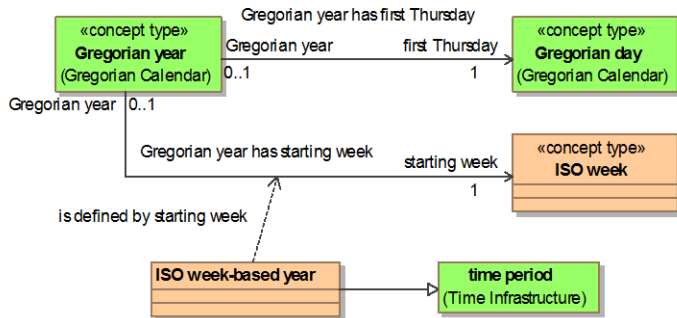 Gregorian year has first Thursday
«concept type»
Gregorian year
(Gregorian Calendar)
Gregorian year
first Thursday
0..1
1
«concept type»
Gregorian day
(Gregorian Calendar)
Gregorian year
0..1
Gregorian year has starting week
starting week
1
«concept type»
ISO week
is defined by starting week
ISO week-based year
time period
(Time Infrastructure)